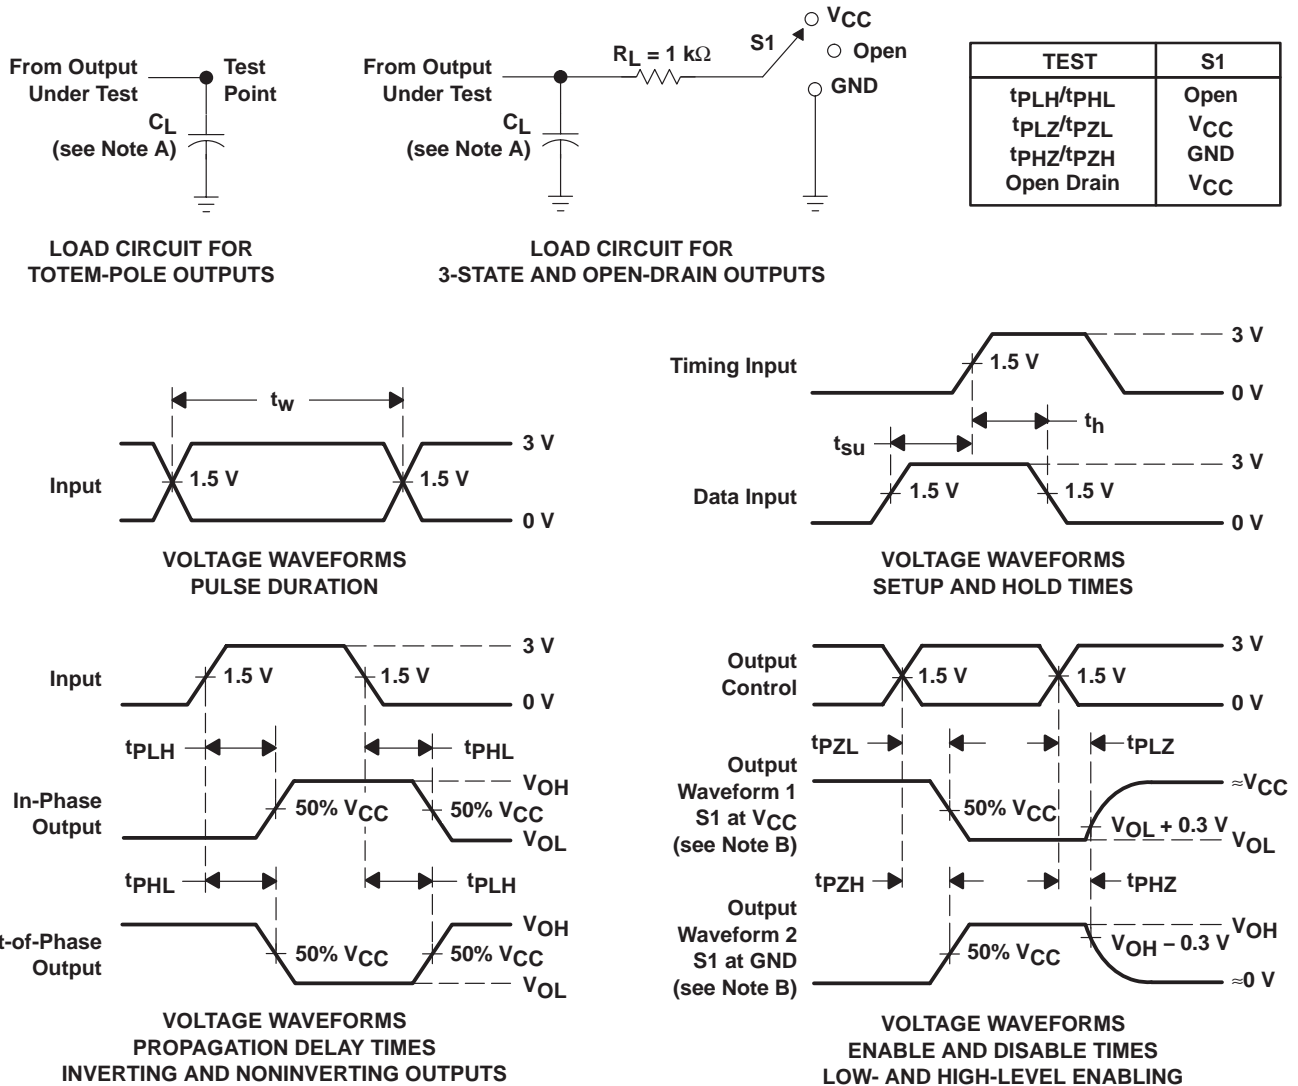 From Output
Under Test
Test
Point
CL
(see Note A)
LOAD CIRCUIT FOR
TOTEM-POLE OUTPUTS
From Output
Under Test
CL
(see Note A)
RL = 1 kΩ
S1
VCC
Open
GND
LOAD CIRCUIT FOR
3-STATE AND OPEN-DRAIN OUTPUTS
TEST S1
tPLH/tPHL Open
tPLZ/tPZL VCC
tPHZ/tPZH GND
Open Drain VCC
tw
Input
1.5 V
1.5 V
3 V
0 V
VOLTAGE WAVEFORMS
PULSE DURATION
Timing Input
1.5 V
3 V
0 V
tsu
th
Data Input
1.5 V
1.5 V
3 V
0 V
VOLTAGE WAVEFORMS
SETUP AND HOLD TIMES
Input
1.5 V
1.5 V
3 V
0 V
tPLH
tPHL
In-Phase
Output
50% VCC
50% VCC
VOH
VOL
tPHL
tPLH
t-of-Phase
Output
50% VCC
50% VCC
VOH
VOL
VOLTAGE WAVEFORMS
PROPAGATION DELAY TIMES
INVERTING AND NONINVERTING OUTPUTS
Output
Control
1.5 V
1.5 V
3 V
0 V
tPZL
tPLZ
Output
Waveform 1
S1 at VCC
(see Note B)
50% VCC
VOL + 0.3 V
≈VCC
VOL
tPZH
tPHZ
Output
Waveform 2
S1 at GND
(see Note B)
50% VCC
VOH – 0.3 V
VOH
≈0 V
VOLTAGE WAVEFORMS
ENABLE AND DISABLE TIMES
LOW- AND HIGH-LEVEL ENABLING